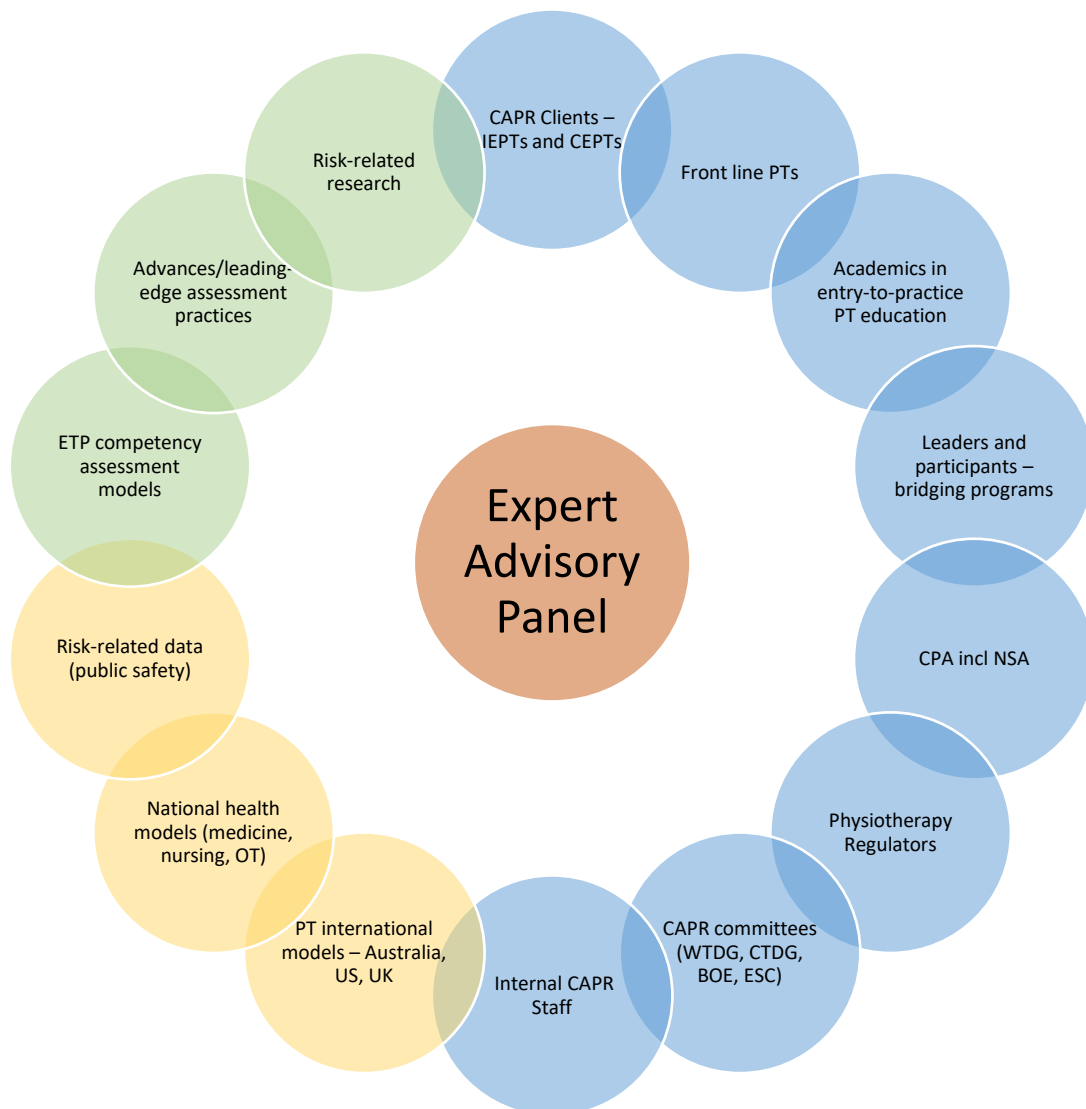 CAPR Clients –
IEPTs and CEPTs
Front line PTs
Academics in
entry-to-practice
PT education
Leaders and
participants –
bridging programs
CPA incl NSA
Physiotherapy
Regulators
CAPR committees
(WTDG, CTDG,
BOE, ESC)
Internal CAPR
Staff
PT international
models – Australia,
US, UK
National health
models (medicine,
nursing, OT)
Risk-related data
(public safety)
ETP competency
assessment
models
Advances/leading-
edge assessment
practices
Risk-related
research
Expert
Advisory
Panel